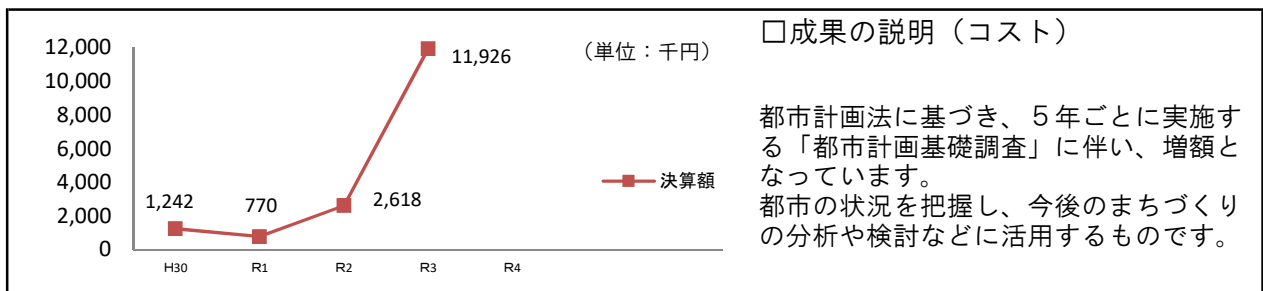 12,000
10,000
8,000
6,000
4,000
2,000
0
(単位：千円)
1,242
770
2,618
11,926
決算額
H30
R1
R2
R3
R4
□成果の説明（コスト）
都市計画法に基づき、５年ごとに実施す
る「都市計画基礎調査」に伴い、増額と
なっています。
都市の状況を把握し、今後のまちづくり
の分析や検討などに活用するものです。